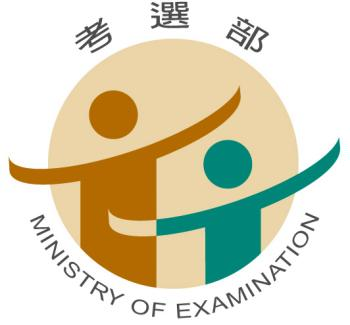 考選部
MINISTRY OF EXAMINATION